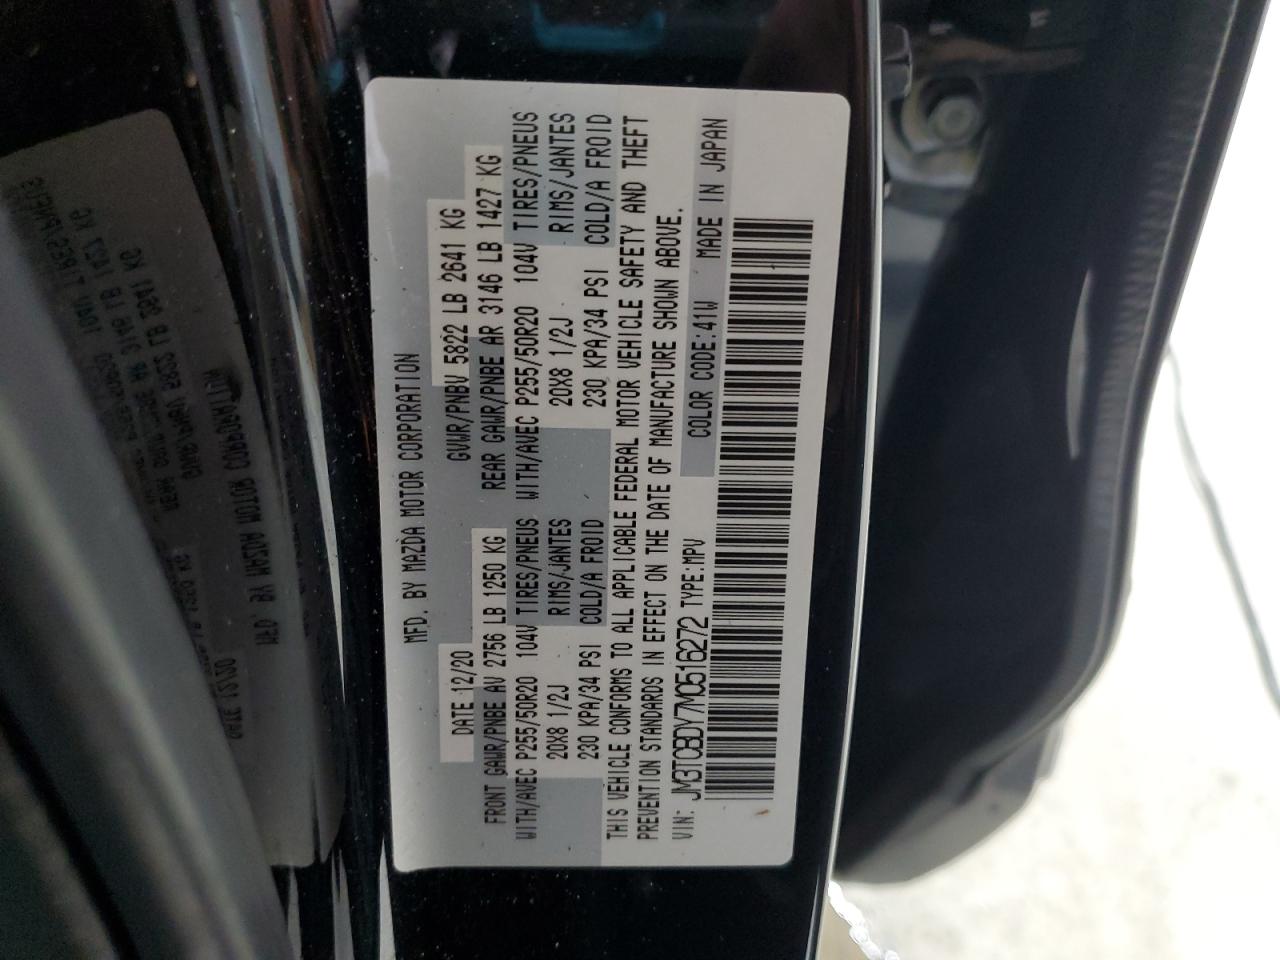 MFD. BY MAZDA MOTOR CORPORATION
DATE:12/20 GVWR/PNBV 5822 LB 2641 KG
FRONT GAWR/PNBE AV 2756 LB 1250 KG REAR GAWR/PNBE AR 3146 LB 1427 KG
WITH/AVEC P255/50R20 104V TIRES/PNEUS WITH/AVEC P255/50R20 104V TIRES/PNEUS
20X8 1/2J RIMS/JANTES 20X8 1/2J RIMS/JANTES
230 KPA/34 PSI COLD/A FROID 230 KPA/34 PSI COLD/A FROID
THIS VEHICLE CONFORMS TO ALL APPLICABLE FEDERAL MOTOR VEHICLE SAFETY AND THEFT
PREVENTION STANDARDS IN EFFECT ON THE DATE OF MANUFACTURE SHOWN ABOVE.
VIN: JM3TCBDY7M0516272 TYPE:MPV COLOR CODE:41W MADE IN JAPAN